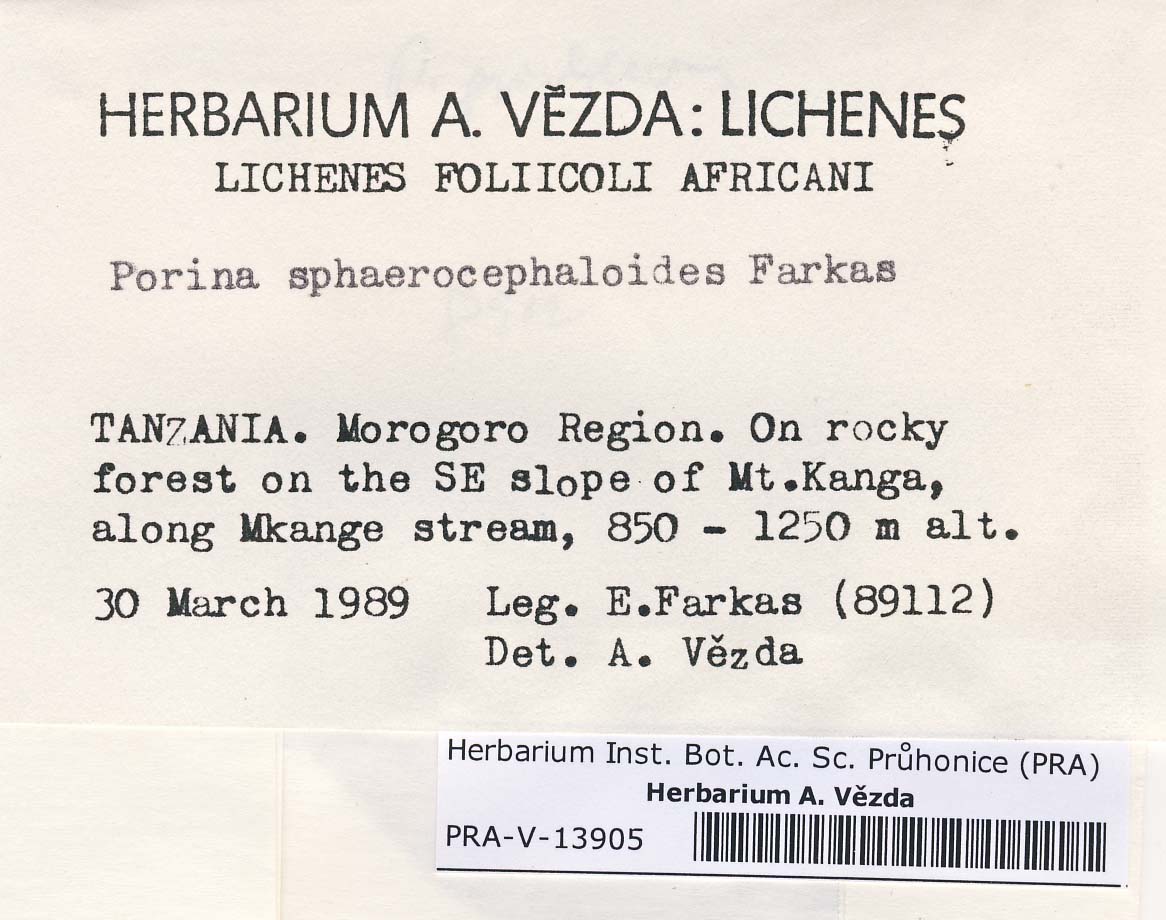 HERBARIUM A. VĚZDA: LICHENES
LICHENES FOLIICOLI AFRICANI
Porina sphaerocephaloides Farkas
TANZANIA. Morogoro Region. On rocky
forest on the SE slope of Mt.Kanga,
along Mkange stream, 850 - 1250 m alt.
30 March 1989 Leg. E.Farkas (89112)
Det. A. Vězda
Herbarium Inst. Bot. Ac. Sc. Průhonice (PRA)
Herbarium A. Vězda
PRA-V-13905